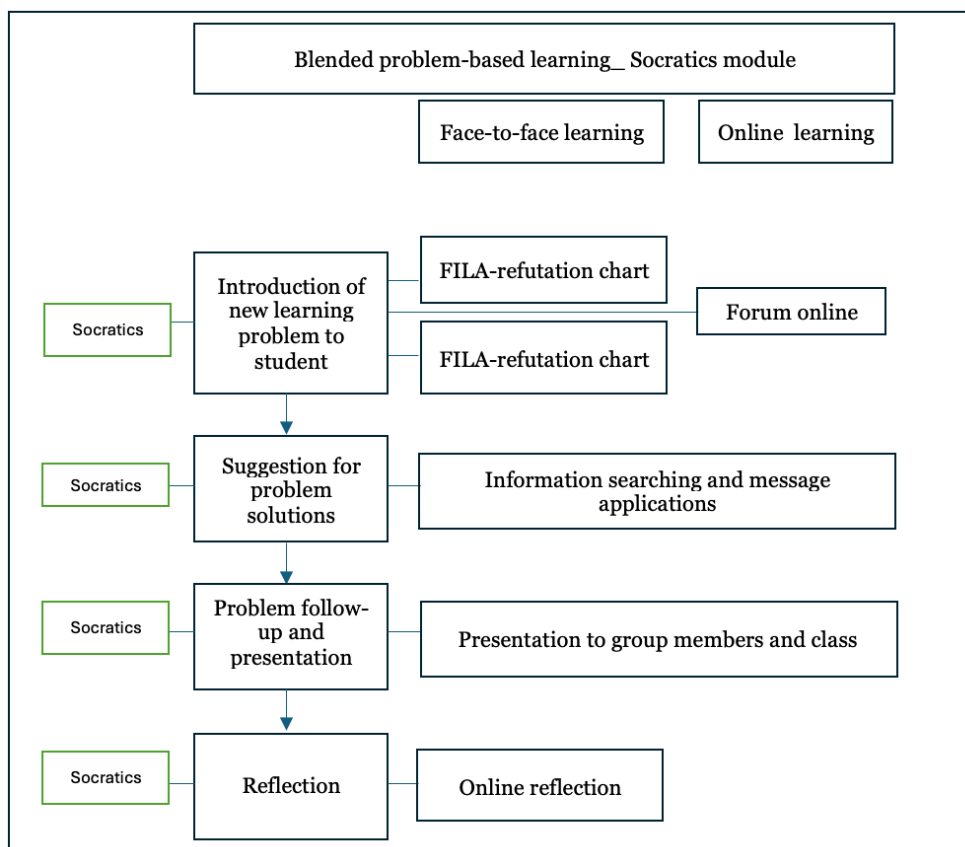 Blended problem-based learning_ Socratics module
Face-to-face learning
Online learning
FILA-refutation chart
Introduction of
new learning
problem to
student
Socratics
Forum online
FILA-refutation chart
Suggestion for
problem
solutions
Socratics
Information searching and message
applications
Problem follow-
up and
presentation
Socratics
Presentation to group members and class
Socratics
Reflection
Online reflection